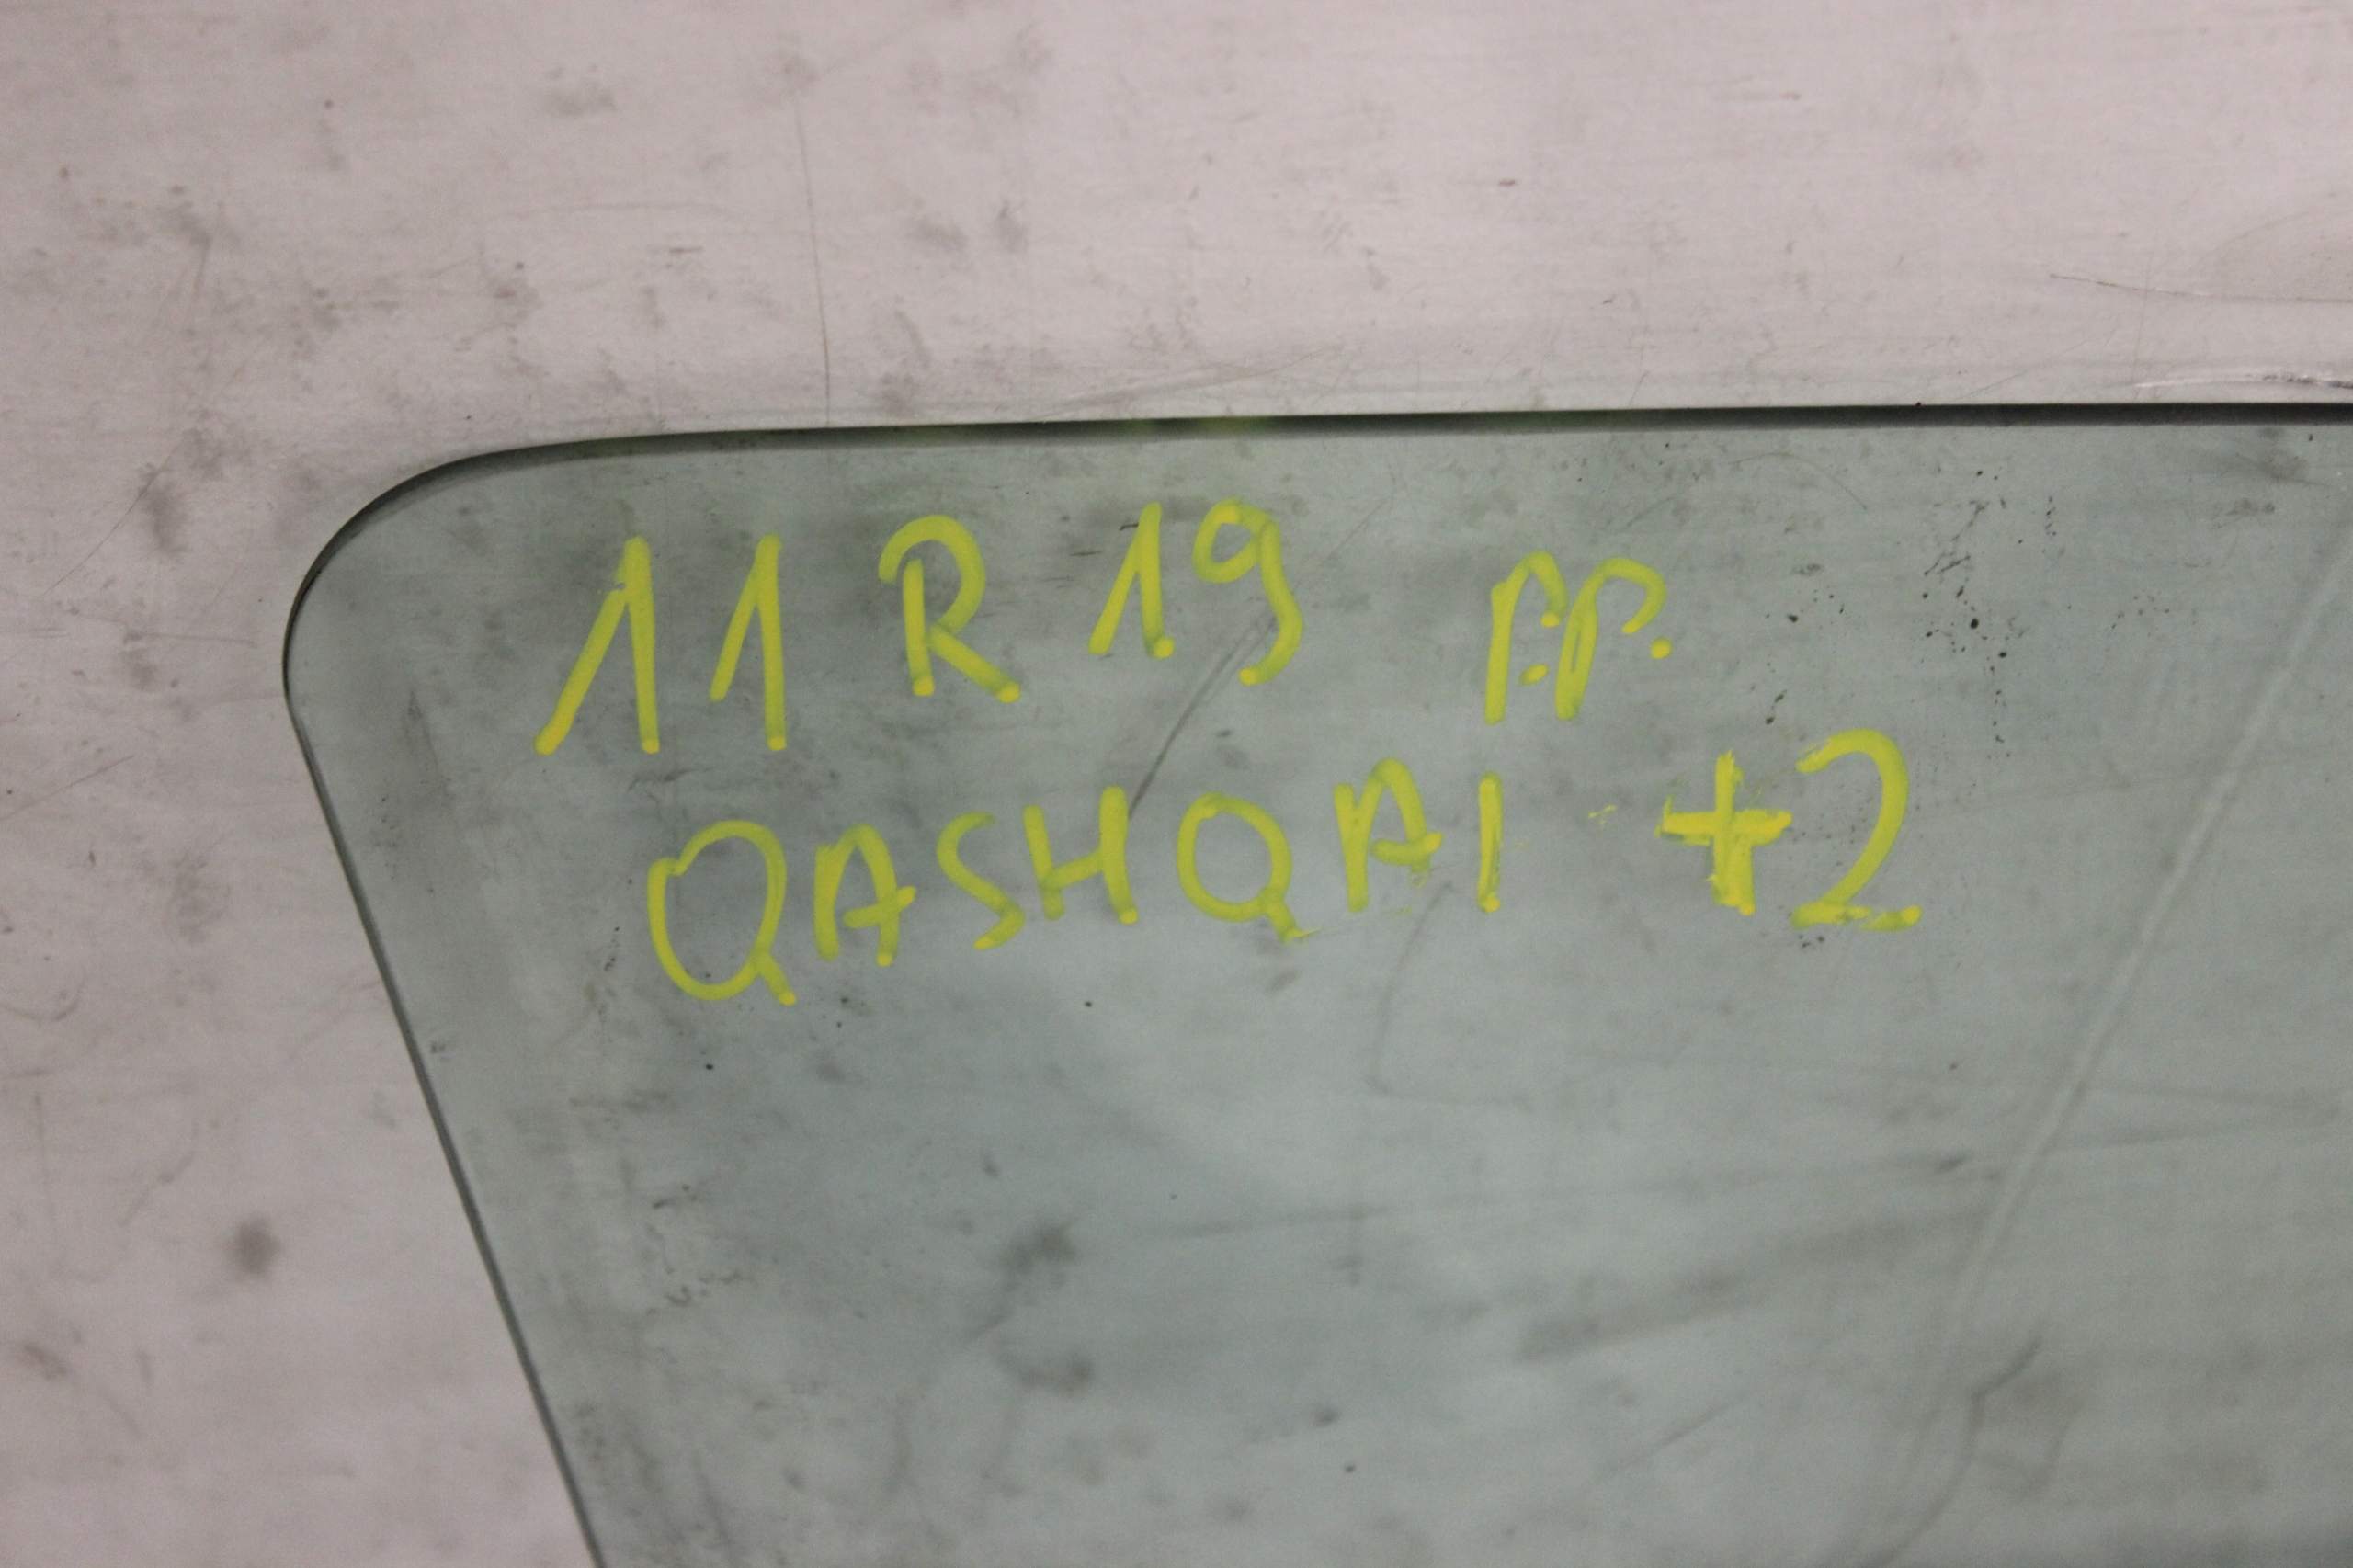 11 R 19 P.P.
QASHQAI +2